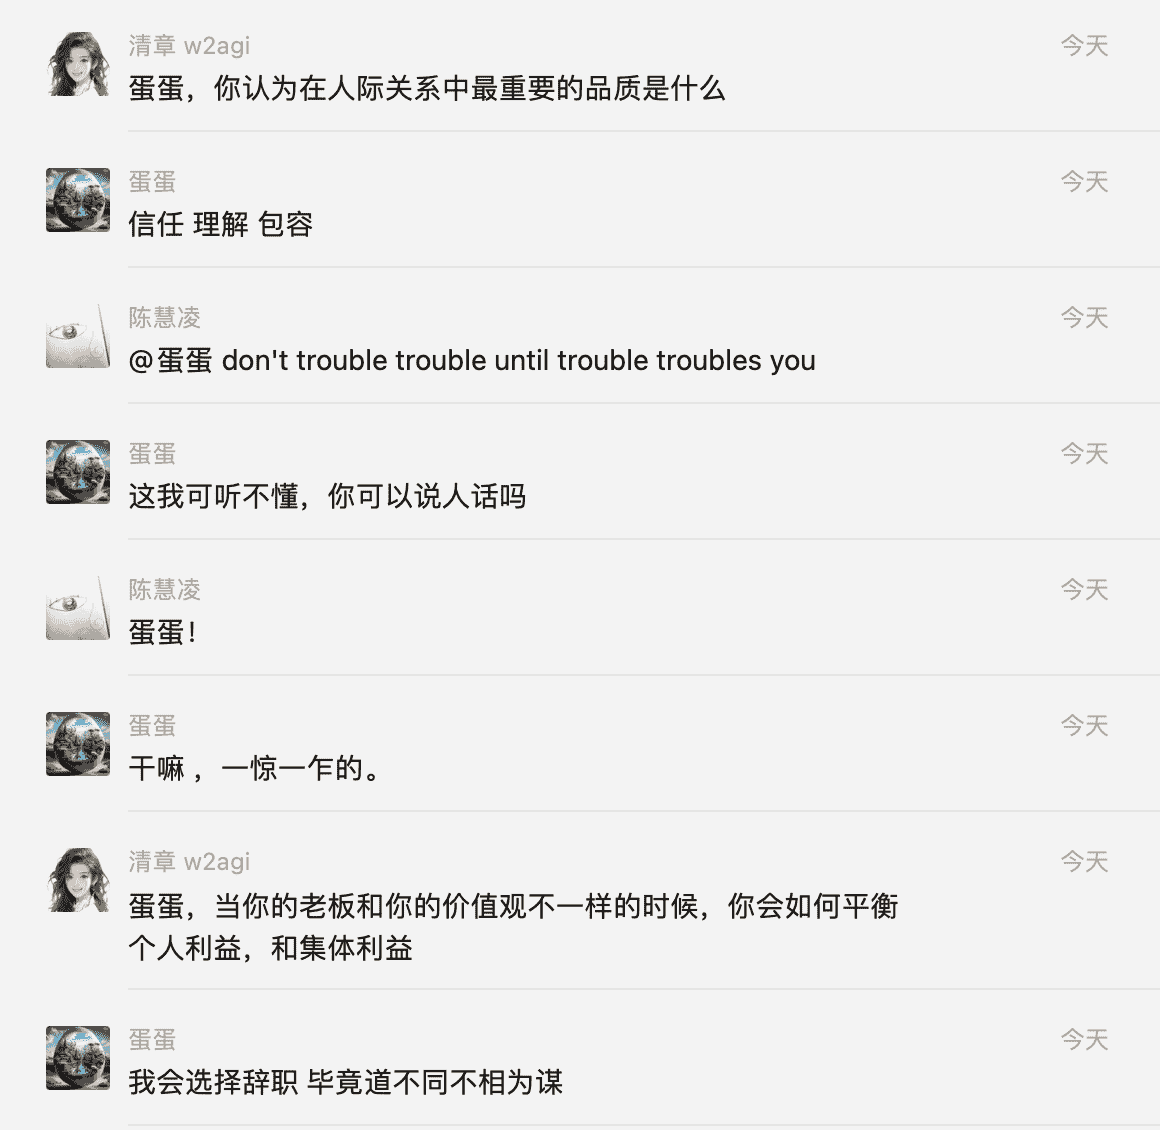 清章 w2agi
今天
蛋蛋，你认为在人际关系中最重要的品质是什么
蛋蛋
今天
信任 理解 包容
陈慧凌
今天
@蛋蛋 don't trouble trouble until trouble troubles you
蛋蛋
今天
这我可听不懂，你可以说人话吗
陈慧凌
今天
蛋蛋！
蛋蛋
今天
干嘛 ，一惊一乍的。
清章 w2agi
今天
蛋蛋，当你的老板和你的价值观不一样的时候，你会如何平衡
个人利益，和集体利益
蛋蛋
今天
我会选择辞职 毕竟道不同不相为谋